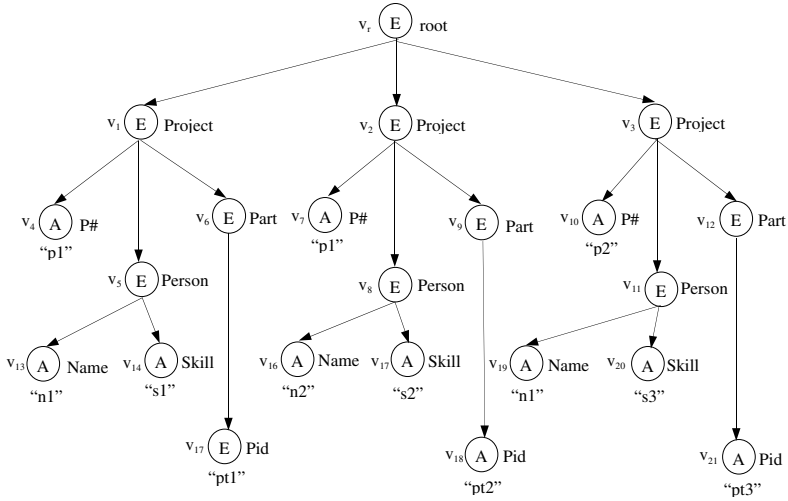 v_r E root
v_1 E Project v_2 E Project v_3 E Project
v_4 A P# v_6 E Part v_7 A P# v_9 E Part v_10 A P# v_12 E Part
“p1” “p1” “p2”
v_5 E Person v_8 E Person v_11 E Person
v_13 A Name v_14 A Skill v_16 A Name v_17 A Skill v_19 A Name v_20 A Skill
“n1” “s1” “n2” “s2” “n1” “s3”
v_17 E Pid v_18 A Pid v_21 A Pid
“pt1” “pt2” “pt3”